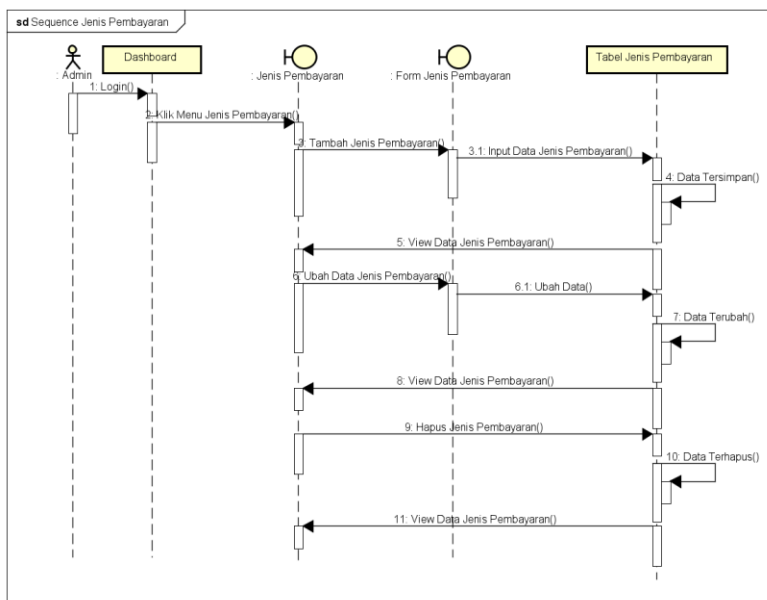 sd Sequence Jenis Pembayaran
: Admin
Dashboard
: Jenis Pembayaran
: Form Jenis Pembayaran
Tabel Jenis Pembayaran
1: Login()
2: Klik Menu Jenis Pembayaran()
3: Tambah Jenis Pembayaran()
3.1: Input Data Jenis Pembayaran()
4: Data Tersimpan()
5: View Data Jenis Pembayaran()
6: Ubah Data Jenis Pembayaran()
6.1: Ubah Data()
7: Data Terubah()
8: View Data Jenis Pembayaran()
9: Hapus Jenis Pembayaran()
10: Data Terhapus()
11: View Data Jenis Pembayaran()